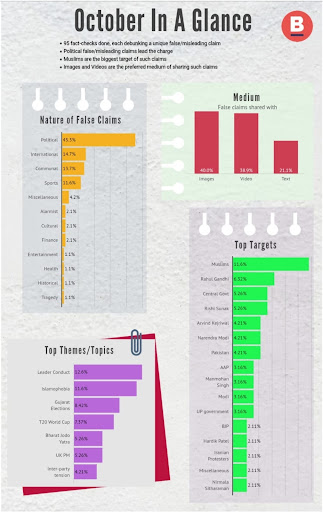 October In A Glance
B
95 fact-checks done, each debunking a unique false/misleading claim
Political false/misleading claims lead the charge
Muslims are the biggest target of such claims
Images and Videos are the preferred medium of sharing such claims
Nature of False Claims
Political 45.3%
International 14.7%
Communal 13.7%
Sports 11.6%
Miscellaneous 4.2%
Alarmist 2.1%
Cultural 2.1%
Finance 2.1%
Entertainment 1.1%
Health 1.1%
Historical 1.1%
Tragedy 1.1%
Medium
False claims shared with
40.0% 38.9% 21.1%
Images Video Text
Top Targets
Muslims 11.6%
Rahul Gandhi 6.32%
Central Govt 5.26%
Rishi Sunak 5.26%
Arvind Kejriwal 4.21%
Narendra Modi 4.21%
Pakistan 4.21%
AAP 3.16%
Manmohan
Singh 3.16%
Modi 3.16%
UP government 3.16%
BJP 2.11%
Hardik Patel 2.11%
Iranian
Protesters 2.11%
Miscellaneous 2.11%
Nirmala
Sitharaman 2.11%
Top Themes/Topics
Leader Conduct 12.6%
Islamophobia 11.6%
Gujarat
Elections 8.42%
T20 World Cup 7.37%
Bharat Jodo
Yatra 5.26%
UK PM 5.26%
Inter-party
tension 4.21%